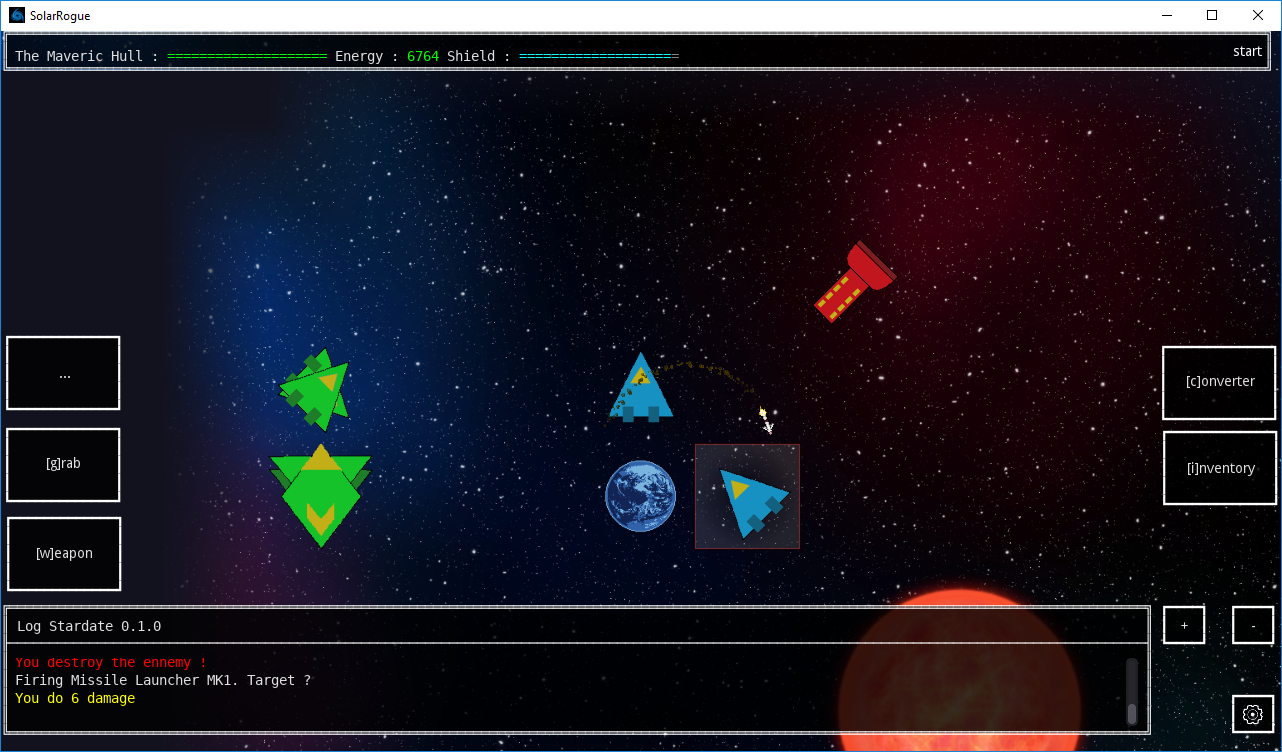 SolarRogue
The Maveric Hull : ==================== Energy : 6764 Shield : ====================
start
...
[c]onverter
[g]rab
[i]nventory
[w]eapon
Log Stardate 0.1.0
+
-
You destroy the ennemy !
Firing Missile Launcher MK1. Target ?
You do 6 damage